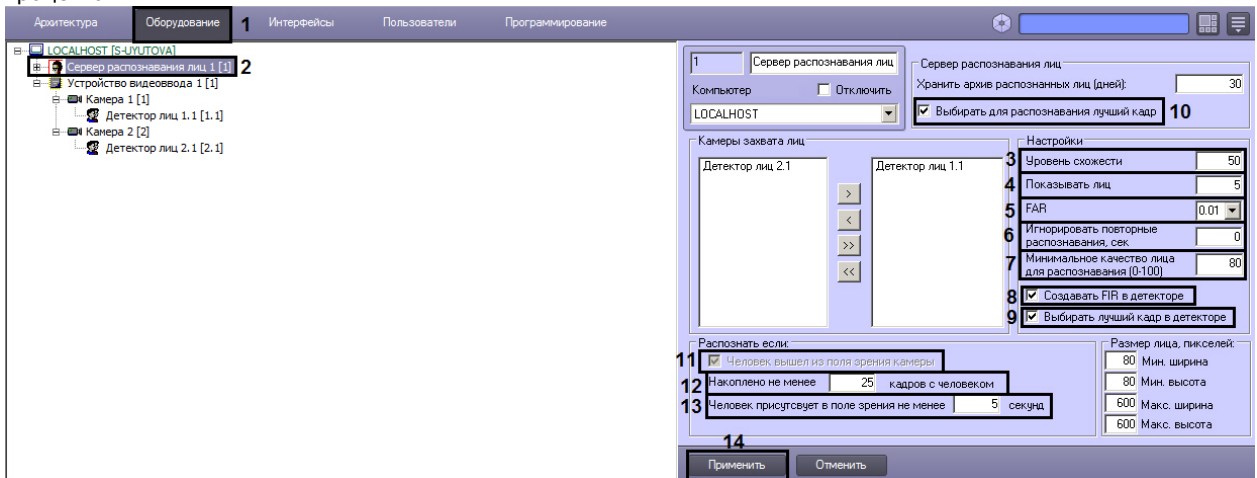 Архитектура Оборудование 1 Интерфейсы Пользователи Программирование
LOCALHOST [S-UYUTOVA]
Сервер распознавания лиц 1 [1] 2
Устройство видеоввода 1 [1]
Камера 1 [1]
Детектор лиц 1.1 [1.1]
Камера 2 [2]
Детектор лиц 2.1 [2.1]
1 Сервер распознавания лиц
Компьютер Отключить
LOCALHOST
Сервер распознавания лиц
Хранить архив распознанных лиц (дней): 30
Выбирать для распознавания лучший кадр 10
Камеры захвата лиц
Детектор лиц 2.1
>
<
>>
<<
Детектор лиц 1.1
Настройки
3 Уровень схожести 50
4 Показывать лиц 5
5 FAR 0.01
6 Игнорировать повторные
распознавания, сек 0
7 Минимальное качество лица
для распознавания (0-100) 80
8 Создавать FIR в детекторе
9 Выбирать лучший кадр в детекторе
Распознать если:
11 Человек вышел из поля зрения камеры
12 Накоплено не менее 25 кадров с человеком
13 Человек присутсвует в поле зрения не менее 5 секунд
Размер лица, пикселей:
80 Мин. ширина
80 Мин. высота
600 Макс. ширина
600 Макс. высота
14
Применить Отменить